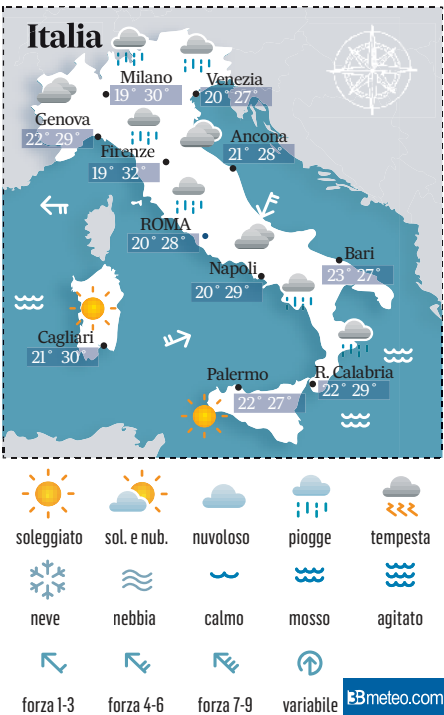 Italia
Milano
19° 30°
Venezia
20° 27°
Genova
22° 29°
Firenze
19° 32°
Ancona
21° 28°
ROMA
20° 28°
Napoli
20° 29°
Bari
23° 27°
Cagliari
21° 30°
Palermo
22° 27°
R. Calabria
22° 29°
soleggiato sol. e nub. nuvoloso piogge tempesta
neve nebbia calmo mosso agitato
forza 1-3 forza 4-6 forza 7-9 variabile
3Bmeteo.com